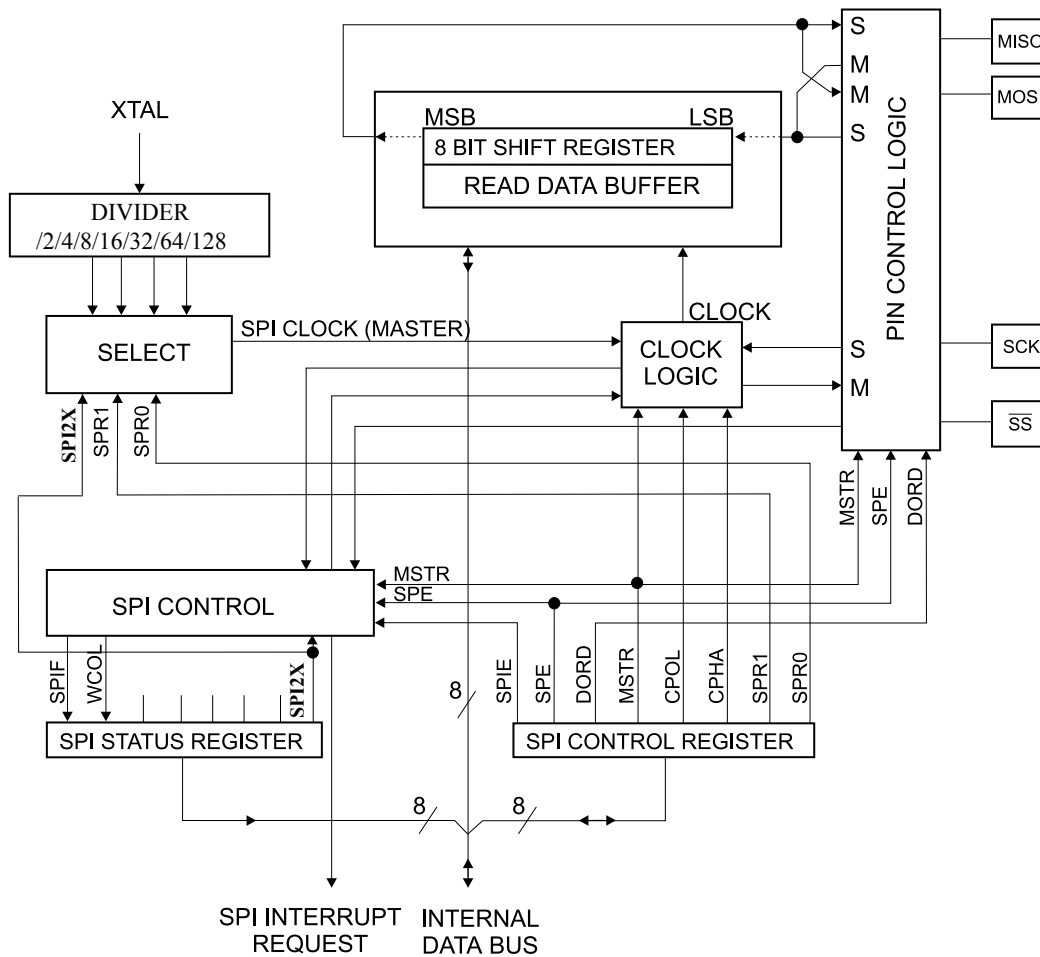 XTAL
DIVIDER
/2/4/8/16/32/64/128
SELECT
SPI2X
SPR1
SPR0
SPI CLOCK (MASTER)
MSB
LSB
8 BIT SHIFT REGISTER
READ DATA BUFFER
CLOCK
CLOCK
LOGIC
S
M
M
S
S
M
PIN CONTROL LOGIC
MISO
MOS
SCK
SS
MSTR
SPE
DORD
SPI CONTROL
MSTR
SPE
SPIF
WCOL
SPI2X
SPI STATUS REGISTER
SPIE
SPE
DORD
MSTR
CPOL
CPHA
SPR1
SPR0
SPI CONTROL REGISTER
8
8
8
SPI INTERRUPT
REQUEST
INTERNAL
DATA BUS